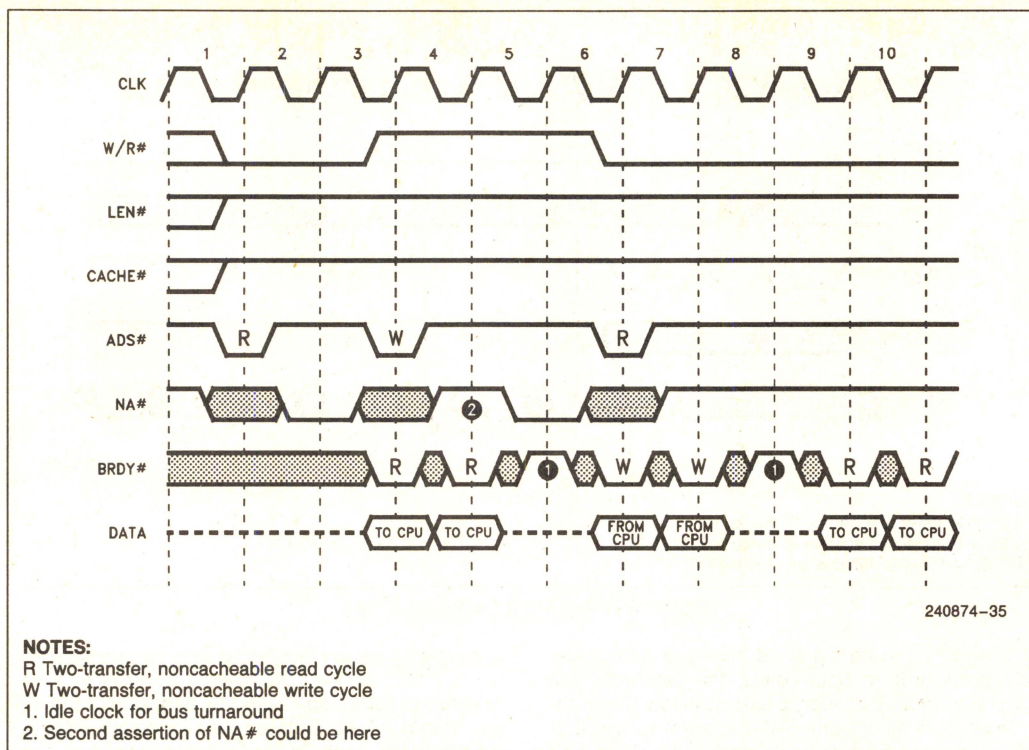 1 2 3 4 5 6 7 8 9 10
CLK
W/R#
LEN#
CACHE#
ADS# R W R
NA# 2
BRDY# R R 1 W W 1 R R
DATA TO CPU TO CPU FROM CPU FROM CPU TO CPU TO CPU
240874–35
NOTES:
R Two-transfer, noncacheable read cycle
W Two-transfer, noncacheable write cycle
1. Idle clock for bus turnaround
2. Second assertion of NA# could be here